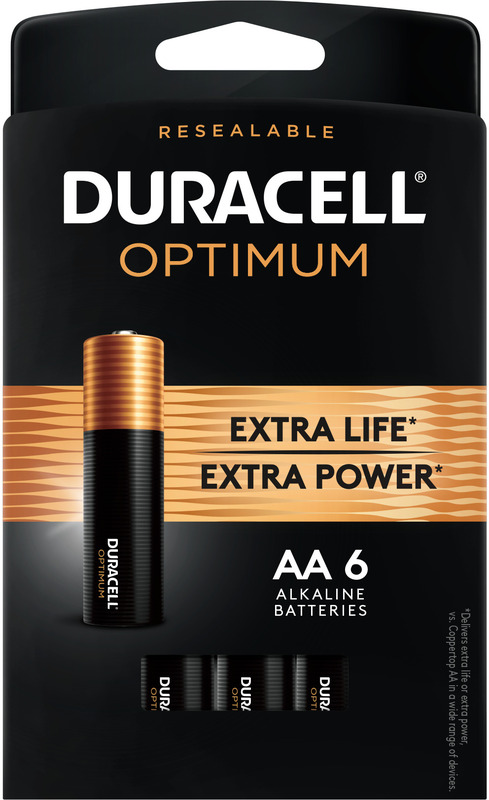 RESEALABLE
DURACELL®
OPTIMUM
EXTRA LIFE*
EXTRA POWER*
DURACELL
OPTIMUM
AA 6
ALKALINE
BATTERIES
*Delivers extra life or extra power,
vs. Coppertop AA in a wide range of devices.
DURA
OPTI
DURA
OPTI
DURA
OPTIM